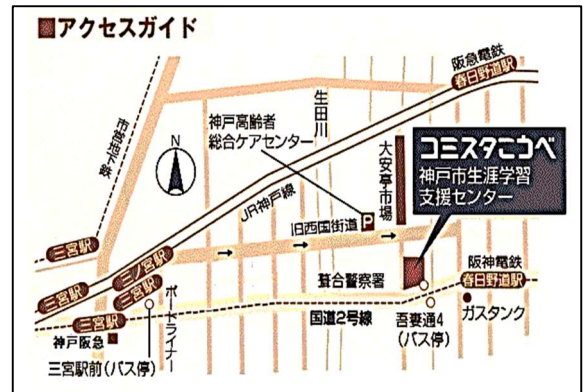 ■アクセスガイド
阪急電鉄
春日野道駅
生田川
市営地下鉄
神戸高齢者
総合ケアセンター
N
大安亭市場
コミスタこうべ
神戸市生涯学習
支援センター
JR神戸線
旧西国街道
P
三宮駅
三ノ宮駅
三宮駅
三宮駅
三宮駅
ポートライナー
葺合警察署
阪神電鉄
春日野道駅
国道2号線
吾妻通4
(バス停)
ガスタンク
神戸阪急
三宮駅前(バス停)